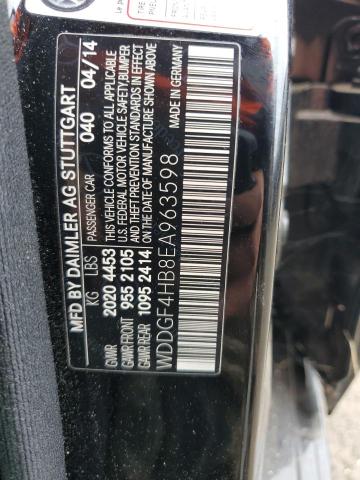 MFD BY DAIMLER AG STUTTGART
PASSENGER CAR 040 04/14
KG LBS
GVWR 2020 4453
GAWR FRONT 955 2105
GAWR REAR 1095 2414
THIS VEHICLE CONFORMS TO ALL APPLICABLE
U.S. FEDERAL MOTOR VEHICLE SAFETY,BUMPER
AND THEFT PREVENTION STANDARDS IN EFFECT
ON THE DATE OF MANUFACTURE SHOWN ABOVE
WDDGF4HB8EA963598
MADE IN GERMANY